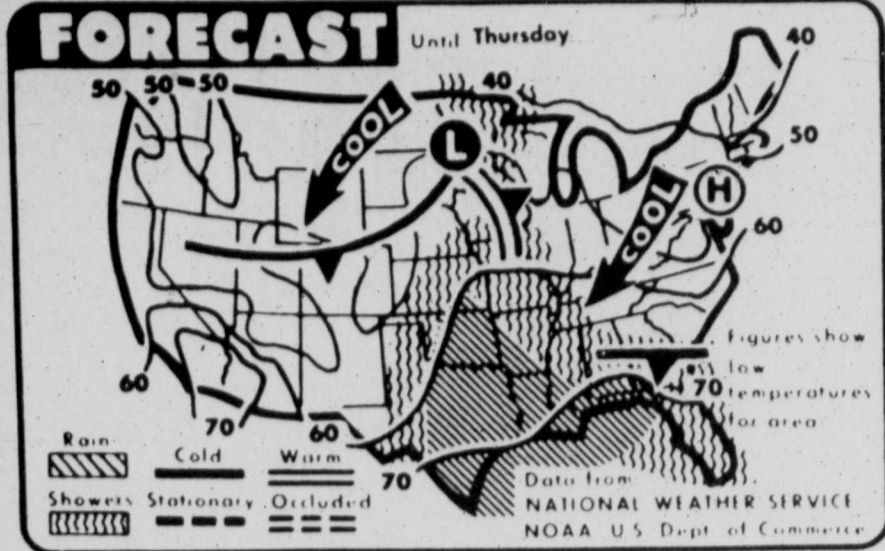 FORECAST Until Thursday
50 50 50 40 40
COOL L 50
COOL H
60
Figures show
low
60 70 temperatures
70 60 for area
Rain Cold Warm 70 Data from
NATIONAL WEATHER SERVICE
Showers Stationary Occluded NOAA U S Dept. of Commerce